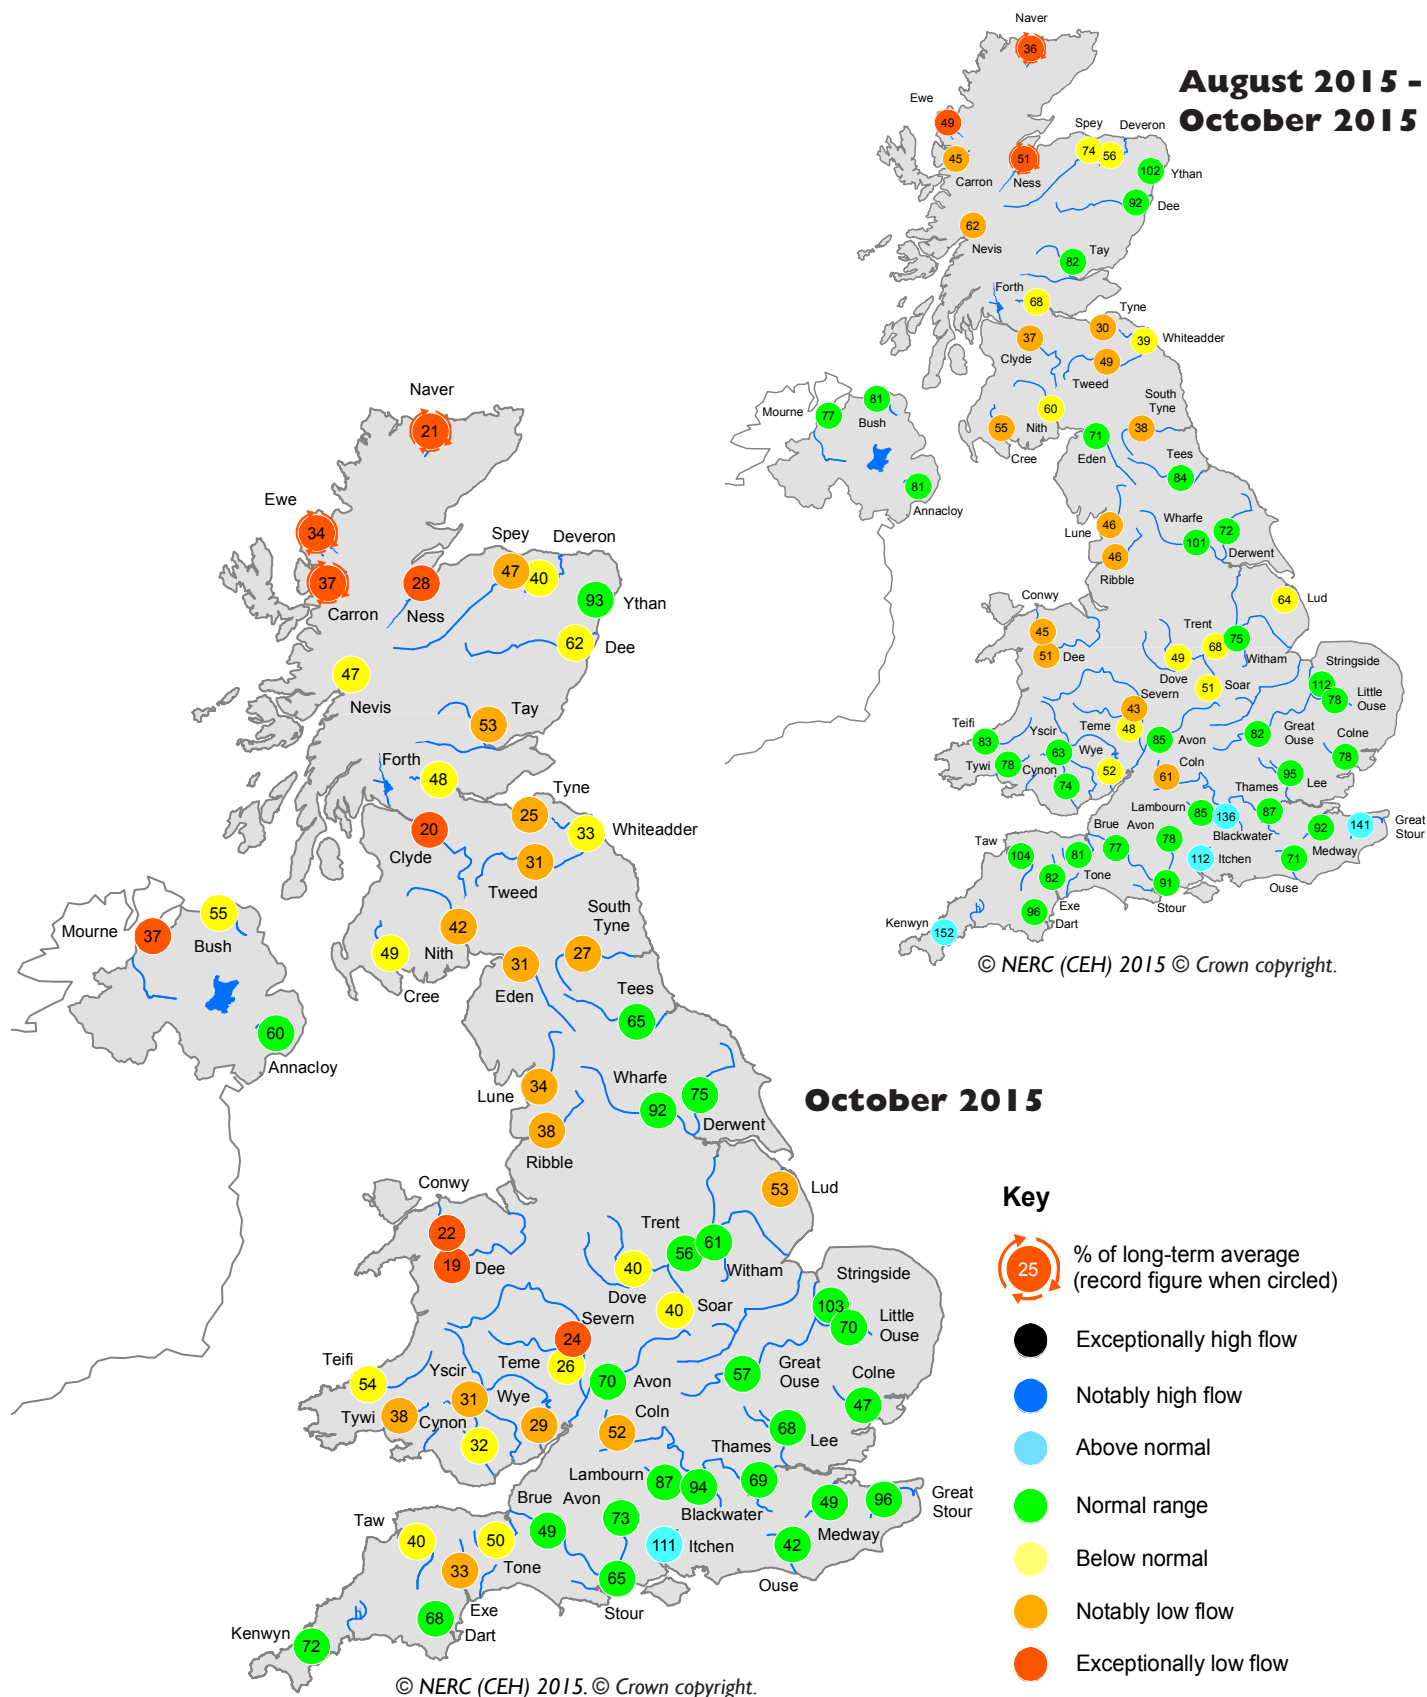 August 2015 -
October 2015
Naver
36
Ewe
49
45
Carron
51
Ness
Spey
74
56
Deveron
102
Ythan
92
Dee
62
Nevis
Tay
82
Forth
68
Tyne
30
39
Whiteadder
37
Clyde
49
Tweed
60
Nith
55
Cree
South
Tyne
38
71
Eden
Tees
84
Mourne
77
81
Bush
81
Annacloy
Lune
46
46
Ribble
Wharfe
101
72
Derwent
64
Lud
Conwy
45
51
Dee
Trent
68
75
Witham
49
Dove
51
Soar
Stringside
112
78
Little
Ouse
Severn
43
Teme
48
85
Avon
82
Great
Ouse
Colne
78
Teifi
83
Tywi
78
Yscir
63
Cynon
74
Wye
52
Coln
61
95
Lee
Thames
87
Lambourn
85
136
Blackwater
92
Medway
141
Great
Stour
Brue
77
Avon
78
112
Itchen
71
Ouse
Taw
104
81
Tone
82
Exe
91
Stour
96
Dart
Kenwyn
152
© NERC (CEH) 2015 © Crown copyright.
October 2015
Naver
21
Ewe
34
37
Carron
28
Ness
Spey
47
40
Deveron
93
Ythan
62
Dee
47
Nevis
Tay
53
Forth
48
Tyne
25
33
Whiteadder
20
Clyde
31
Tweed
42
Nith
49
Cree
South
Tyne
27
31
Eden
Tees
65
Mourne
37
55
Bush
60
Annacloy
Lune
34
38
Ribble
Wharfe
92
75
Derwent
53
Lud
Conwy
22
19
Dee
Trent
56
61
Witham
40
Dove
40
Soar
Stringside
103
70
Little
Ouse
Severn
24
Teme
26
70
Avon
57
Great
Ouse
Colne
47
Teifi
54
Tywi
38
Yscir
31
Cynon
32
Wye
29
Coln
52
68
Lee
Thames
69
Lambourn
87
94
Blackwater
49
Medway
96
Great
Stour
Brue
49
Avon
73
111
Itchen
42
Ouse
Taw
40
50
Tone
33
Exe
65
Stour
68
Dart
Kenwyn
72
© NERC (CEH) 2015. © Crown copyright.
Key
25
% of long-term average
(record figure when circled)
Exceptionally high flow
Notably high flow
Above normal
Normal range
Below normal
Notably low flow
Exceptionally low flow